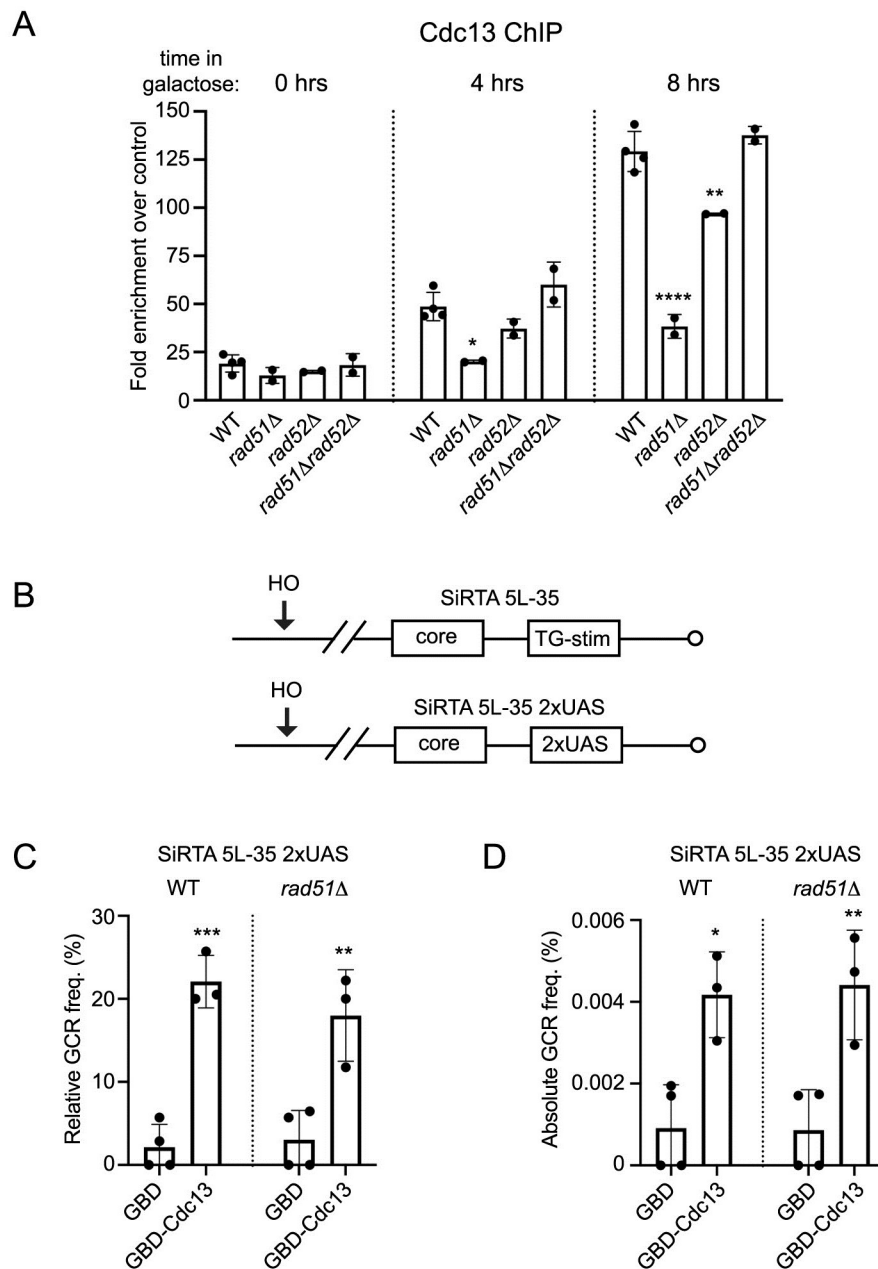 A
Cdc13 ChIP
time in
galactose:
0 hrs
4 hrs
8 hrs
Fold enrichment over control
150
125
100
75
50
25
0
*
****
**
WT
rad51Δ
rad52Δ
rad51Δrad52Δ
WT
rad51Δ
rad52Δ
rad51Δrad52Δ
WT
rad51Δ
rad52Δ
rad51Δrad52Δ
B
HO
SiRTA 5L-35
core
TG-stim
HO
SiRTA 5L-35 2xUAS
core
2xUAS
C
SiRTA 5L-35 2xUAS
WT
rad51Δ
Relative GCR freq. (%)
30
20
10
0
***
**
GBD
GBD-Cdc13
GBD
GBD-Cdc13
D
SiRTA 5L-35 2xUAS
WT
rad51Δ
Absolute GCR freq. (%)
0.006
0.004
0.002
0
*
**
GBD
GBD-Cdc13
GBD
GBD-Cdc13